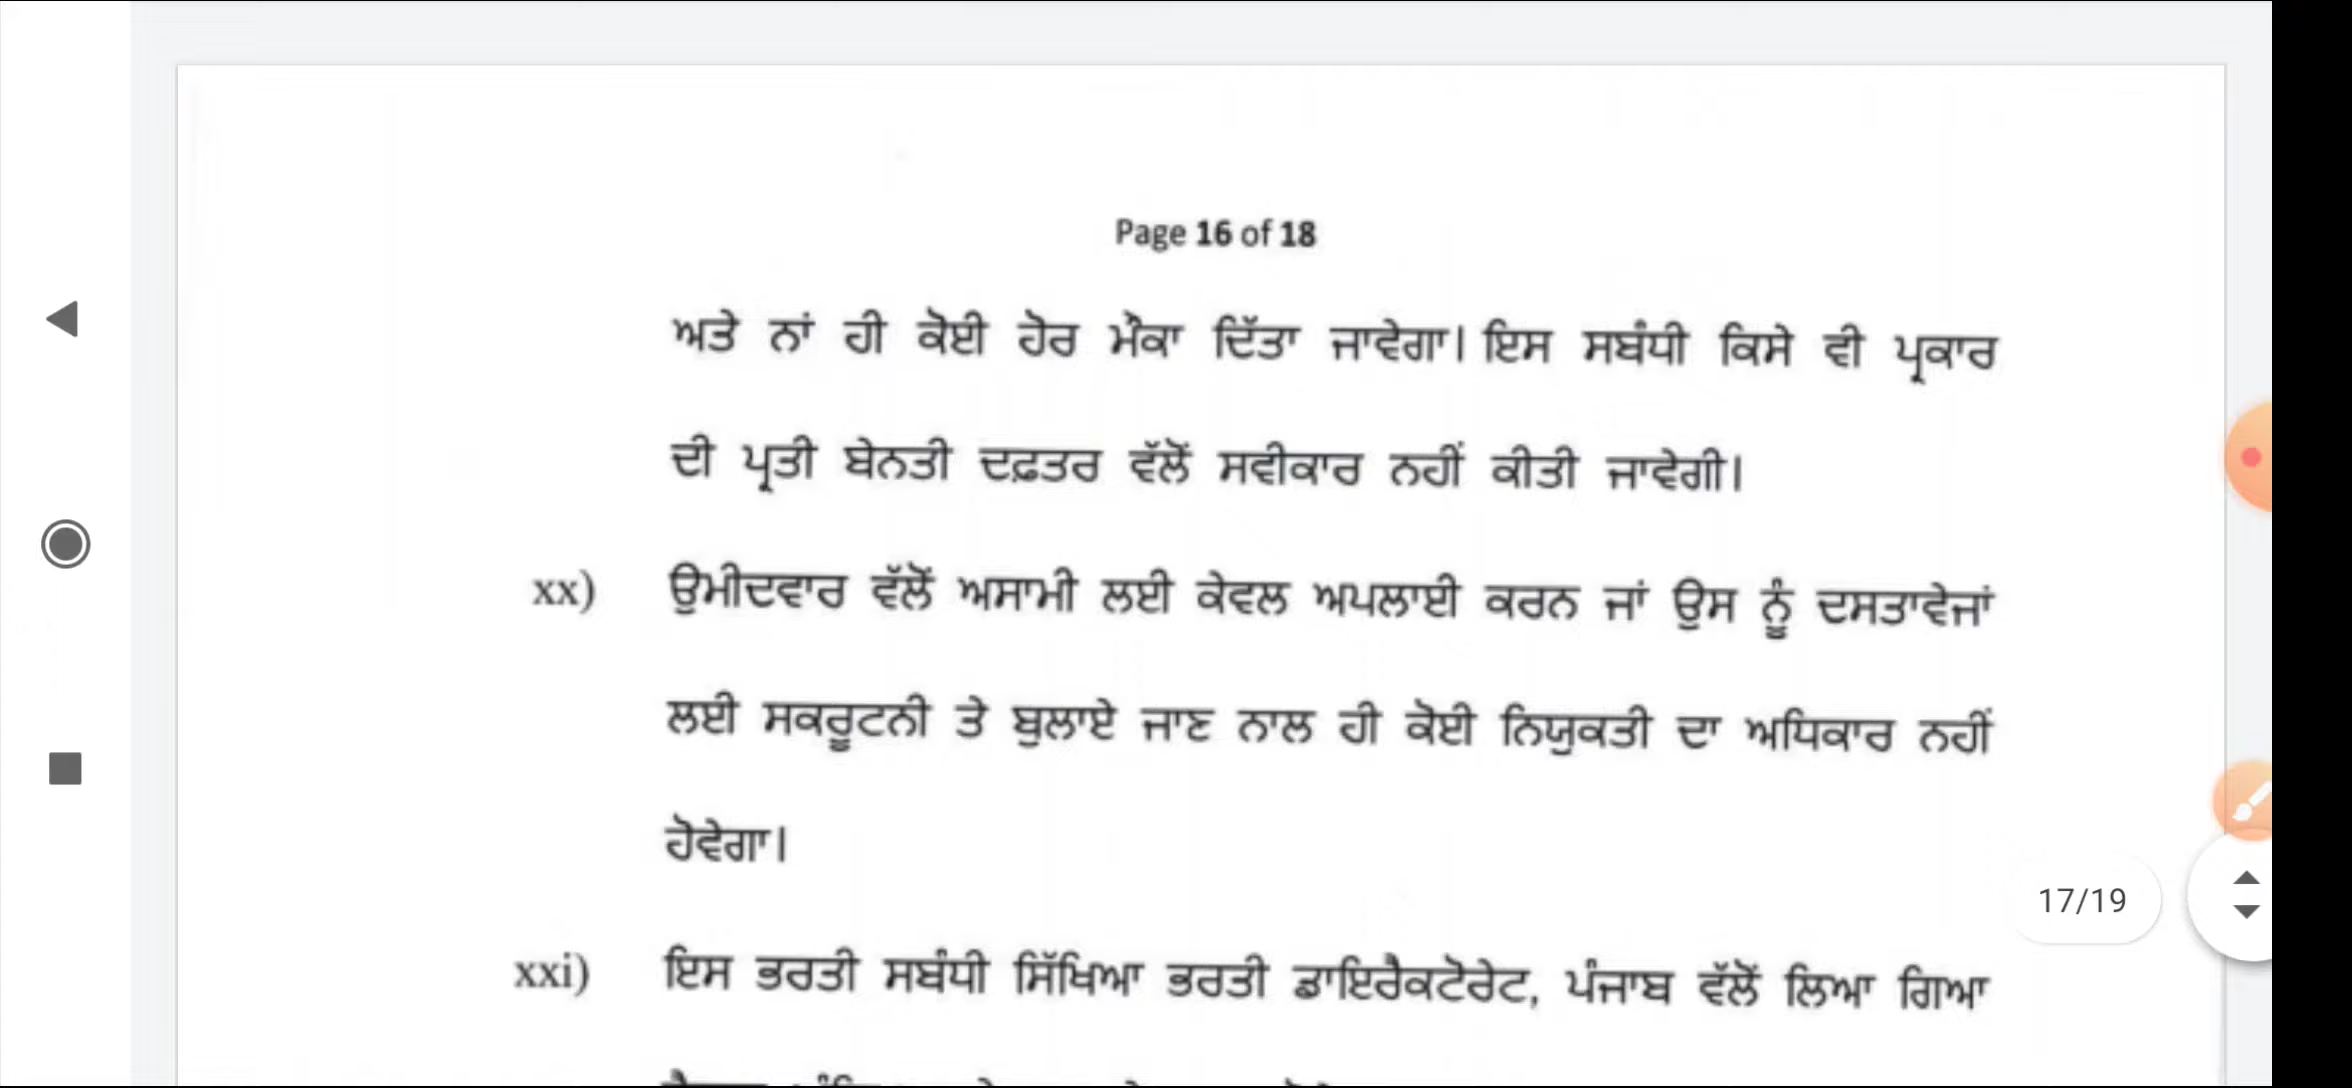 Page 16 of 18
ਅਤੇ ਨਾਂ ਹੀ ਕੋਈ ਹੋਰ ਮੌਕਾ ਦਿੱਤਾ ਜਾਵੇਗਾ। ਇਸ ਸਬੰਧੀ ਕਿਸੇ ਵੀ ਪ੍ਰਕਾਰ
ਦੀ ਪ੍ਰਤੀ ਬੇਨਤੀ ਦਫ਼ਤਰ ਵੱਲੋਂ ਸਵੀਕਾਰ ਨਹੀਂ ਕੀਤੀ ਜਾਵੇਗੀ।
xx) ਉਮੀਦਵਾਰ ਵੱਲੋਂ ਅਸਾਮੀ ਲਈ ਕੇਵਲ ਅਪਲਾਈ ਕਰਨ ਜਾਂ ਉਸ ਨੂੰ ਦਸਤਾਵੇਜਾਂ
ਲਈ ਸਕਰੂਟਨੀ ਤੇ ਬੁਲਾਏ ਜਾਣ ਨਾਲ ਹੀ ਕੋਈ ਨਿਯੁਕਤੀ ਦਾ ਅਧਿਕਾਰ ਨਹੀਂ
ਹੋਵੇਗਾ।
17/19
xxi) ਇਸ ਭਰਤੀ ਸਬੰਧੀ ਸਿੱਖਿਆ ਭਰਤੀ ਡਾਇਰੈਕਟੋਰੇਟ, ਪੰਜਾਬ ਵੱਲੋਂ ਲਿਆ ਗਿਆ